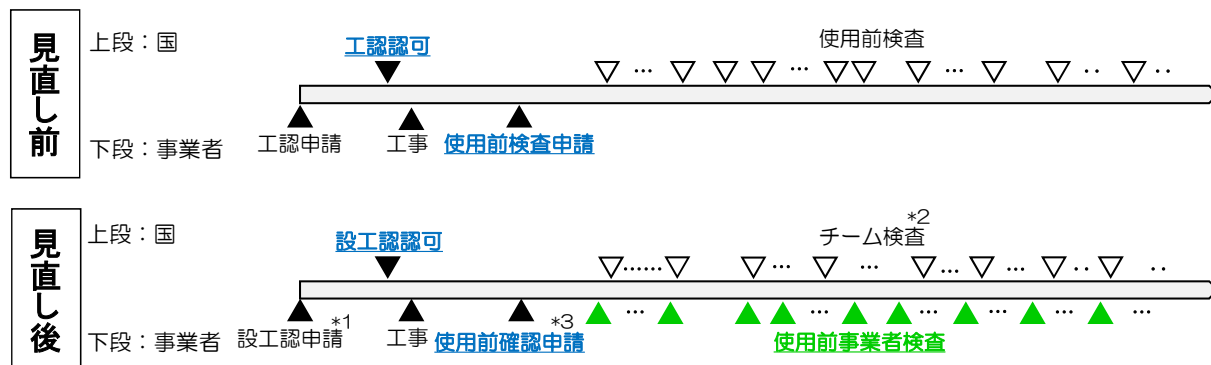 見直し前
上段：国
工認認可
使用前検査
… … … ‥ ‥
下段：事業者
工認申請
工事
使用前検査申請
見直し後
上段：国
設工認認可
チーム検査*2
…… … … … … ‥ ‥
下段：事業者
設工認申請*1
工事
使用前確認申請*3
… … … … … …
使用前事業者検査